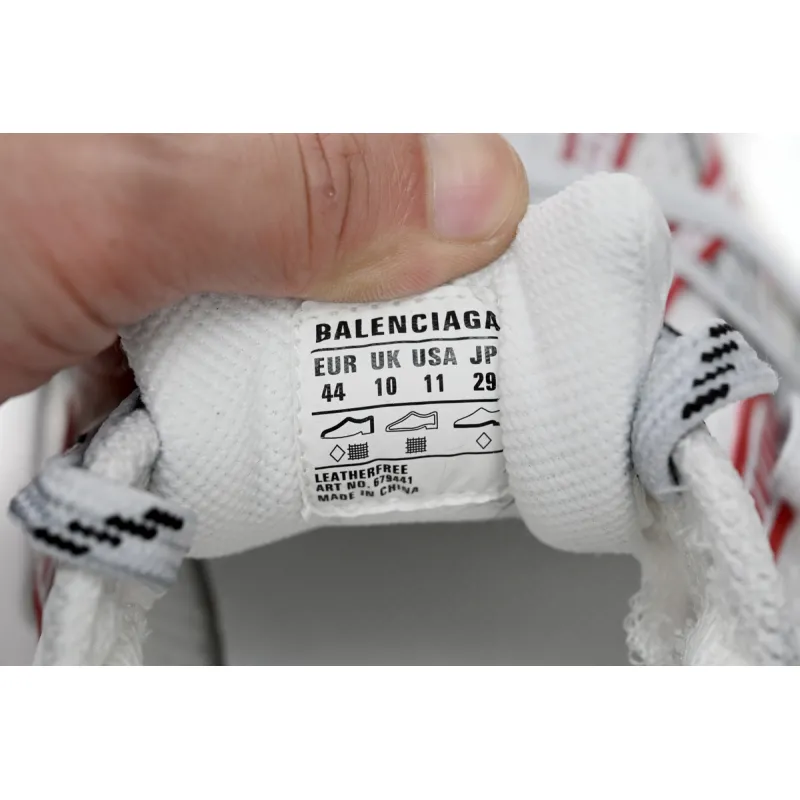 BALENCIAGA
EUR UK USA JP
44 10 11 29
LEATHERFREE
ART NO. 679441
MADE IN CHINA